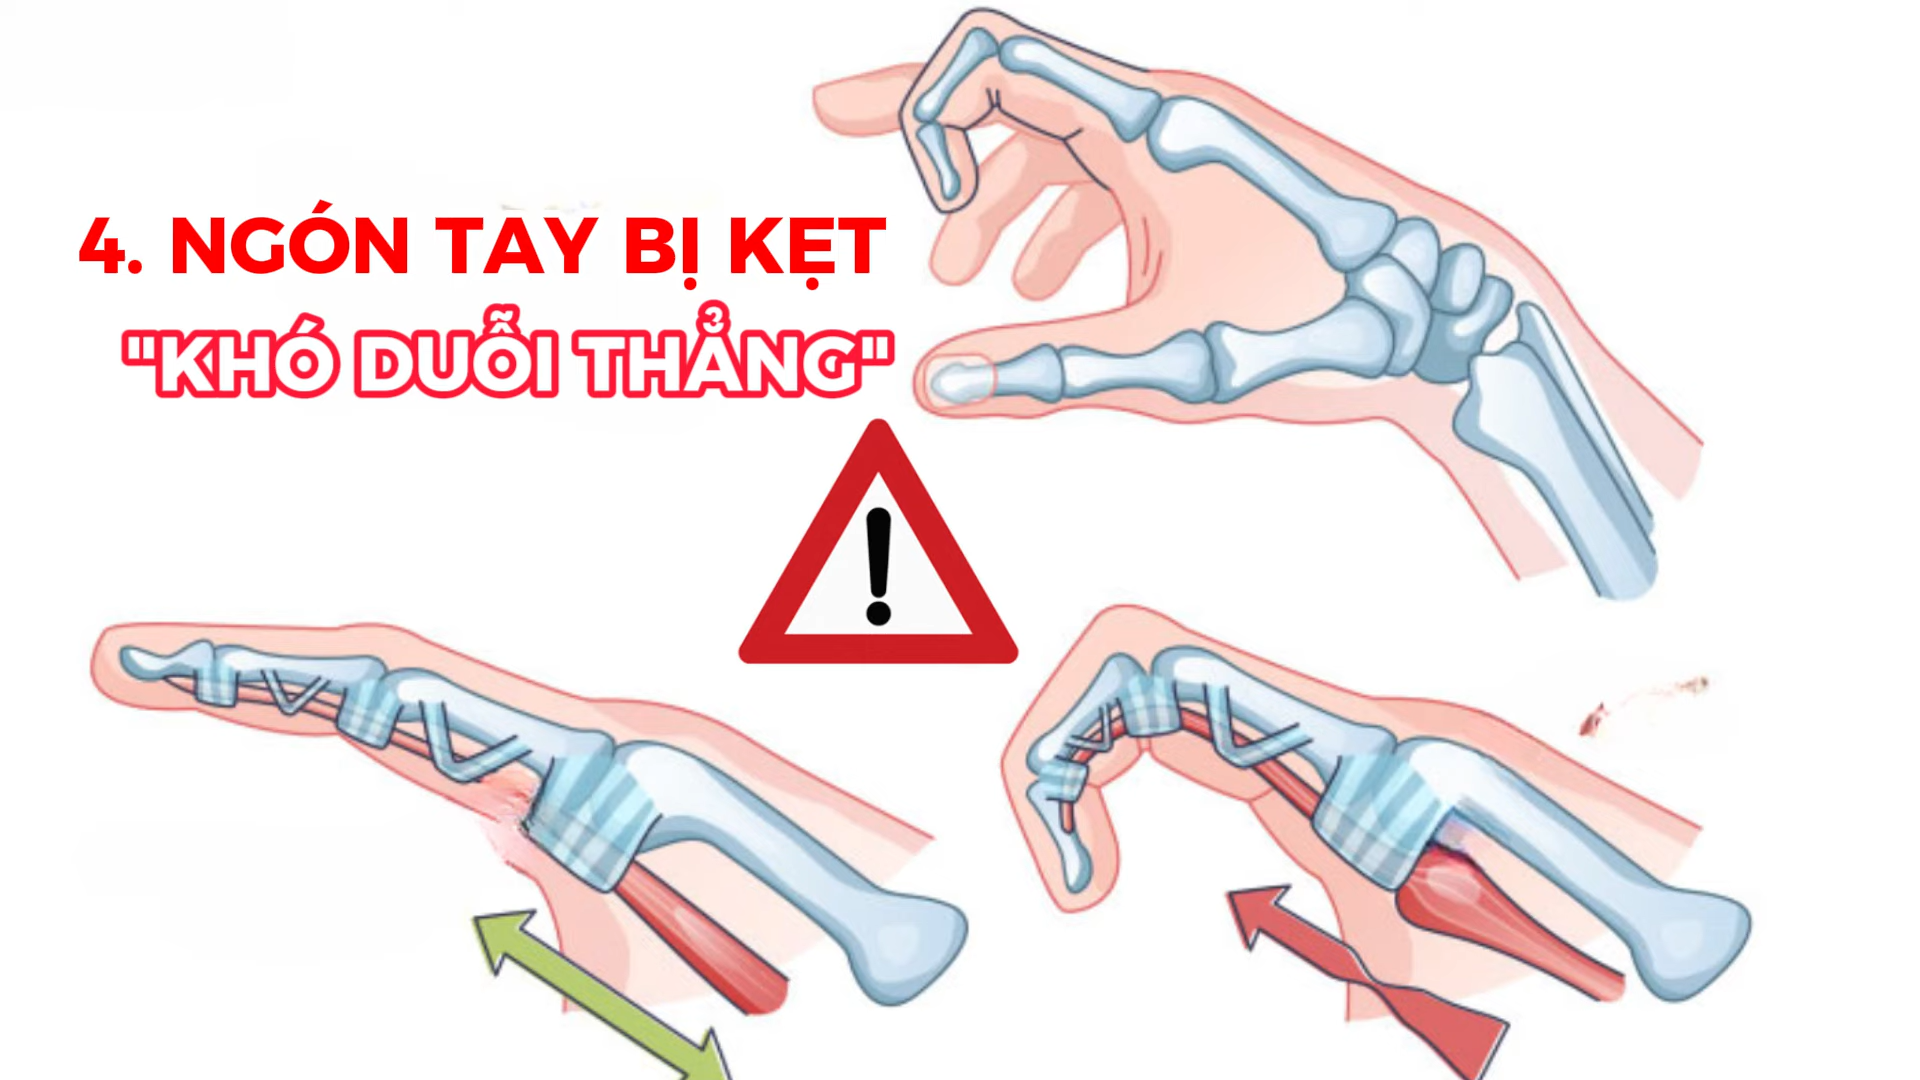 4. NGÓN TAY BỊ KẸT
"KHÓ DUỖI THẲNG"